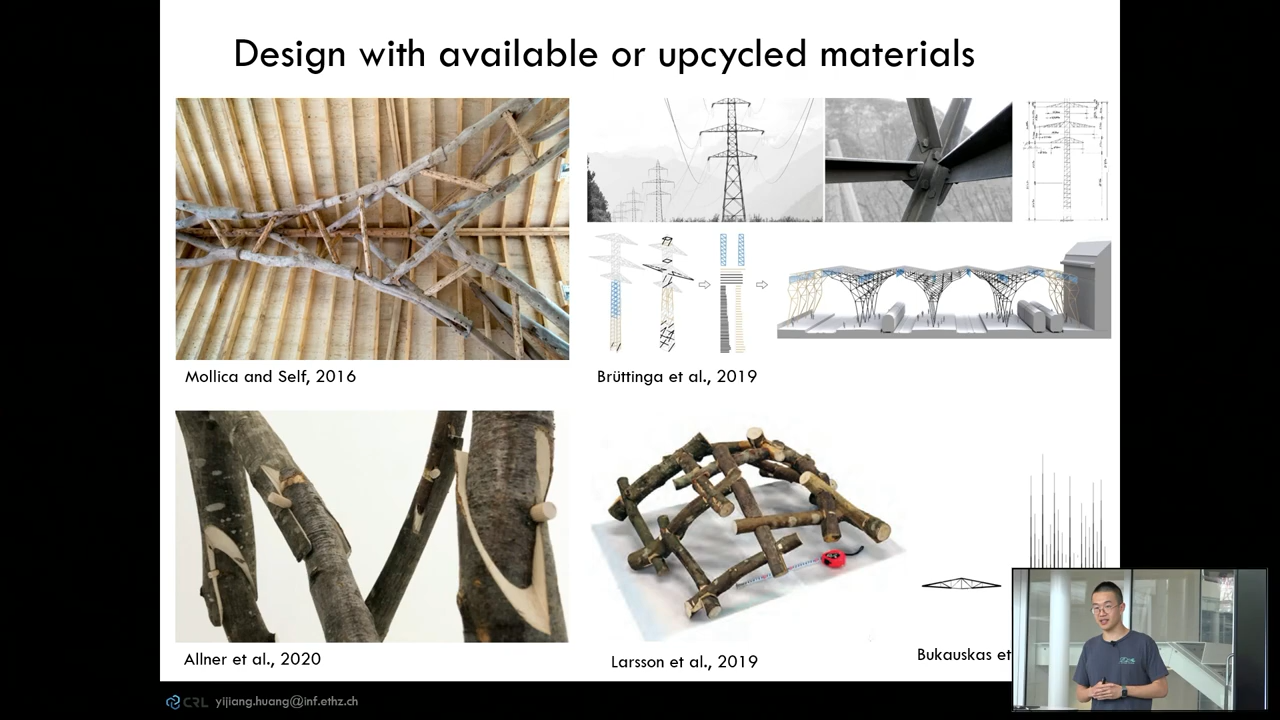 Design with available or upcycled materials
Mollica and Self, 2016
Brüttinga et al., 2019
Allner et al., 2020
Larsson et al., 2019
Bukauskas et
CRL yijiang.huang@inf.ethz.ch